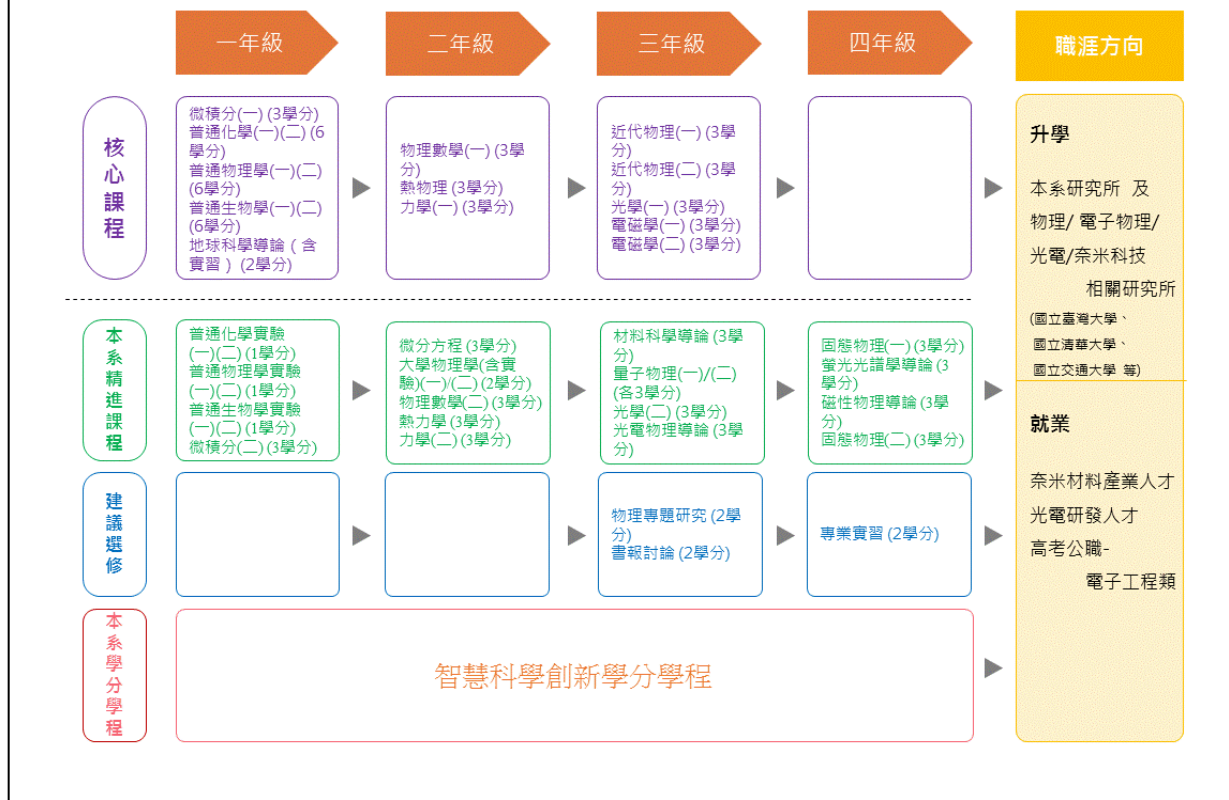 一年級
二年級
三年級
四年級
職涯方向
核心課程
微積分(一) (3學分)
普通化學(一)(二) (6
學分)
普通物理學(一)(二)
(6學分)
普通生物學(一)(二)
(6學分)
地球科學導論（含
實習）(2學分)
物理數學(一) (3學
分)
熱物理 (3學分)
力學(一) (3學分)
近代物理(一) (3學
分)
近代物理(二) (3學
分)
光學(一) (3學分)
電磁學(一) (3學分)
電磁學(二) (3學分)
本系精進課程
普通化學實驗
(一)(二) (1學分)
普通物理學實驗
(一)(二) (1學分)
普通生物學實驗
(一)(二) (1學分)
微積分(二) (3學分)
微分方程 (3學分)
大學物理學(含實
驗)(一)/(二) (2學分)
物理數學(二) (3學分)
熱力學 (3學分)
力學(二) (3學分)
材料科學導論 (3學
分)
量子物理(一)/(二)
(各3學分)
光學(二) (3學分)
光電物理導論 (3學
分)
固態物理(一) (3學分)
螢光光譜學導論 (3
學分)
磁性物理導論 (3學
分)
固態物理(二) (3學分)
建議選修
物理專題研究 (2學
分)
書報討論 (2學分)
專業實習 (2學分)
本系學分學程
智慧科學創新學分學程
升學
本系研究所 及
物理/ 電子物理/
光電/奈米科技
相關研究所
(國立臺灣大學、
國立清華大學、
國立交通大學 等)
就業
奈米材料產業人才
光電研發人才
高考公職-
電子工程類